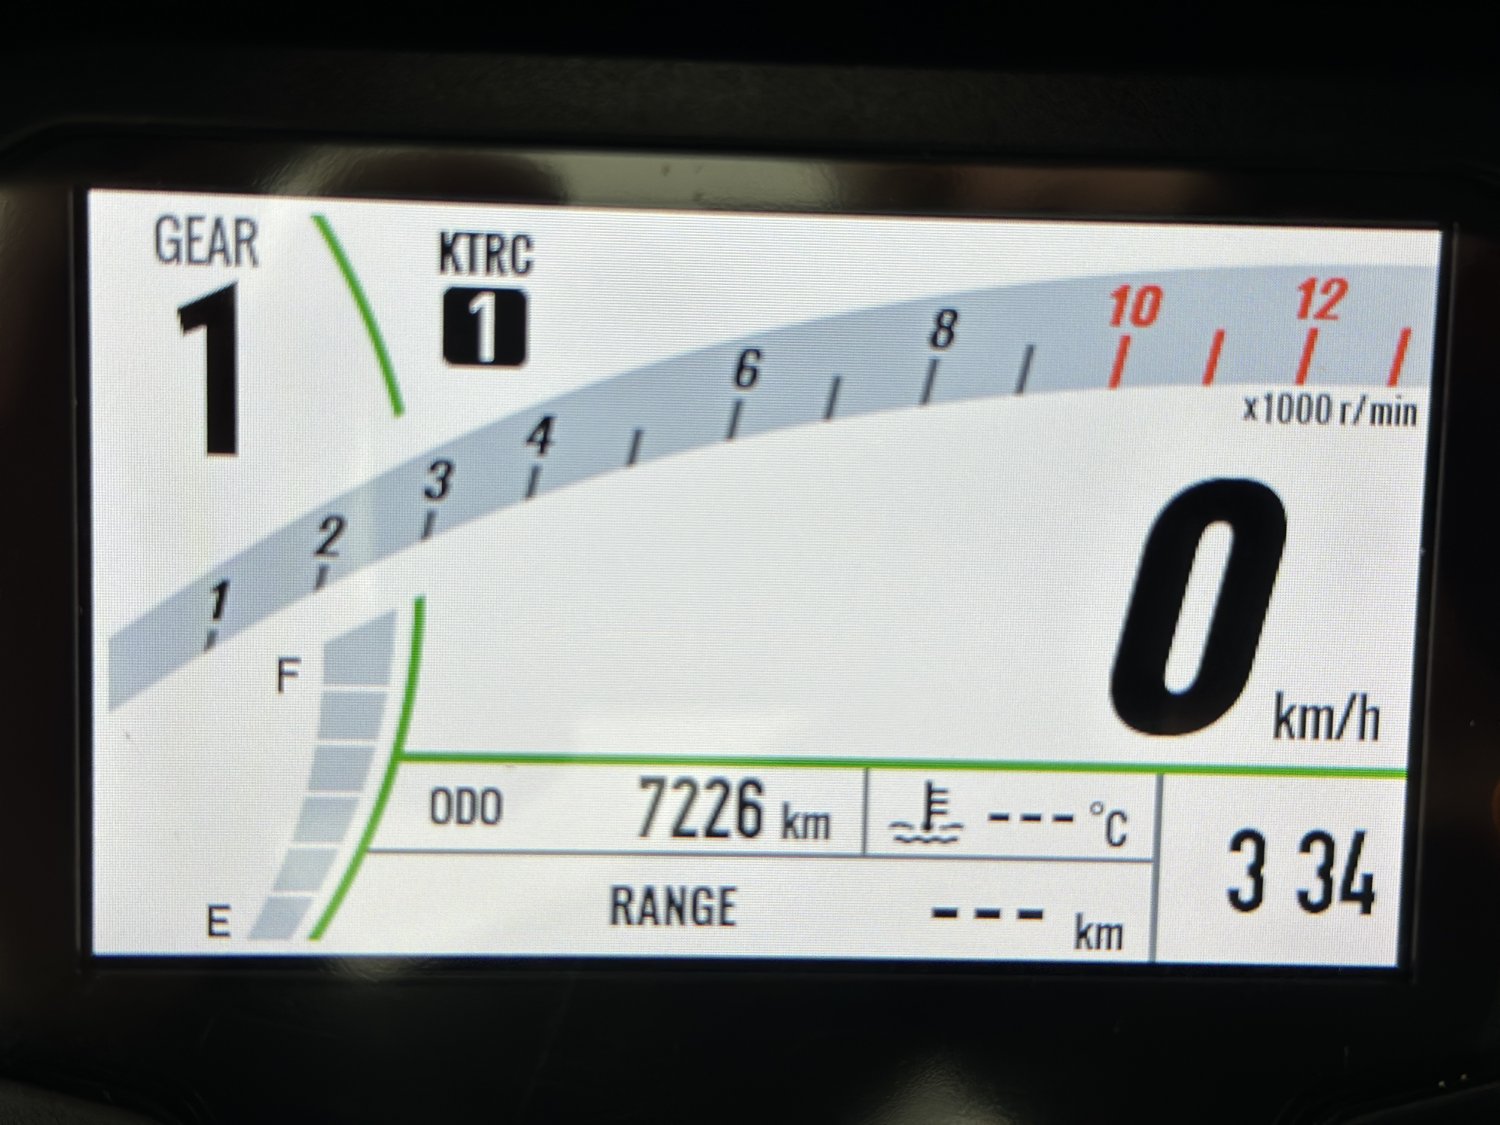 GEAR
1
KTRC
1
1 2 3 4 6 8 10 12
x1000 r/min
0 km/h
F
E
ODO 7226 km
--- °C
RANGE --- km
3 34